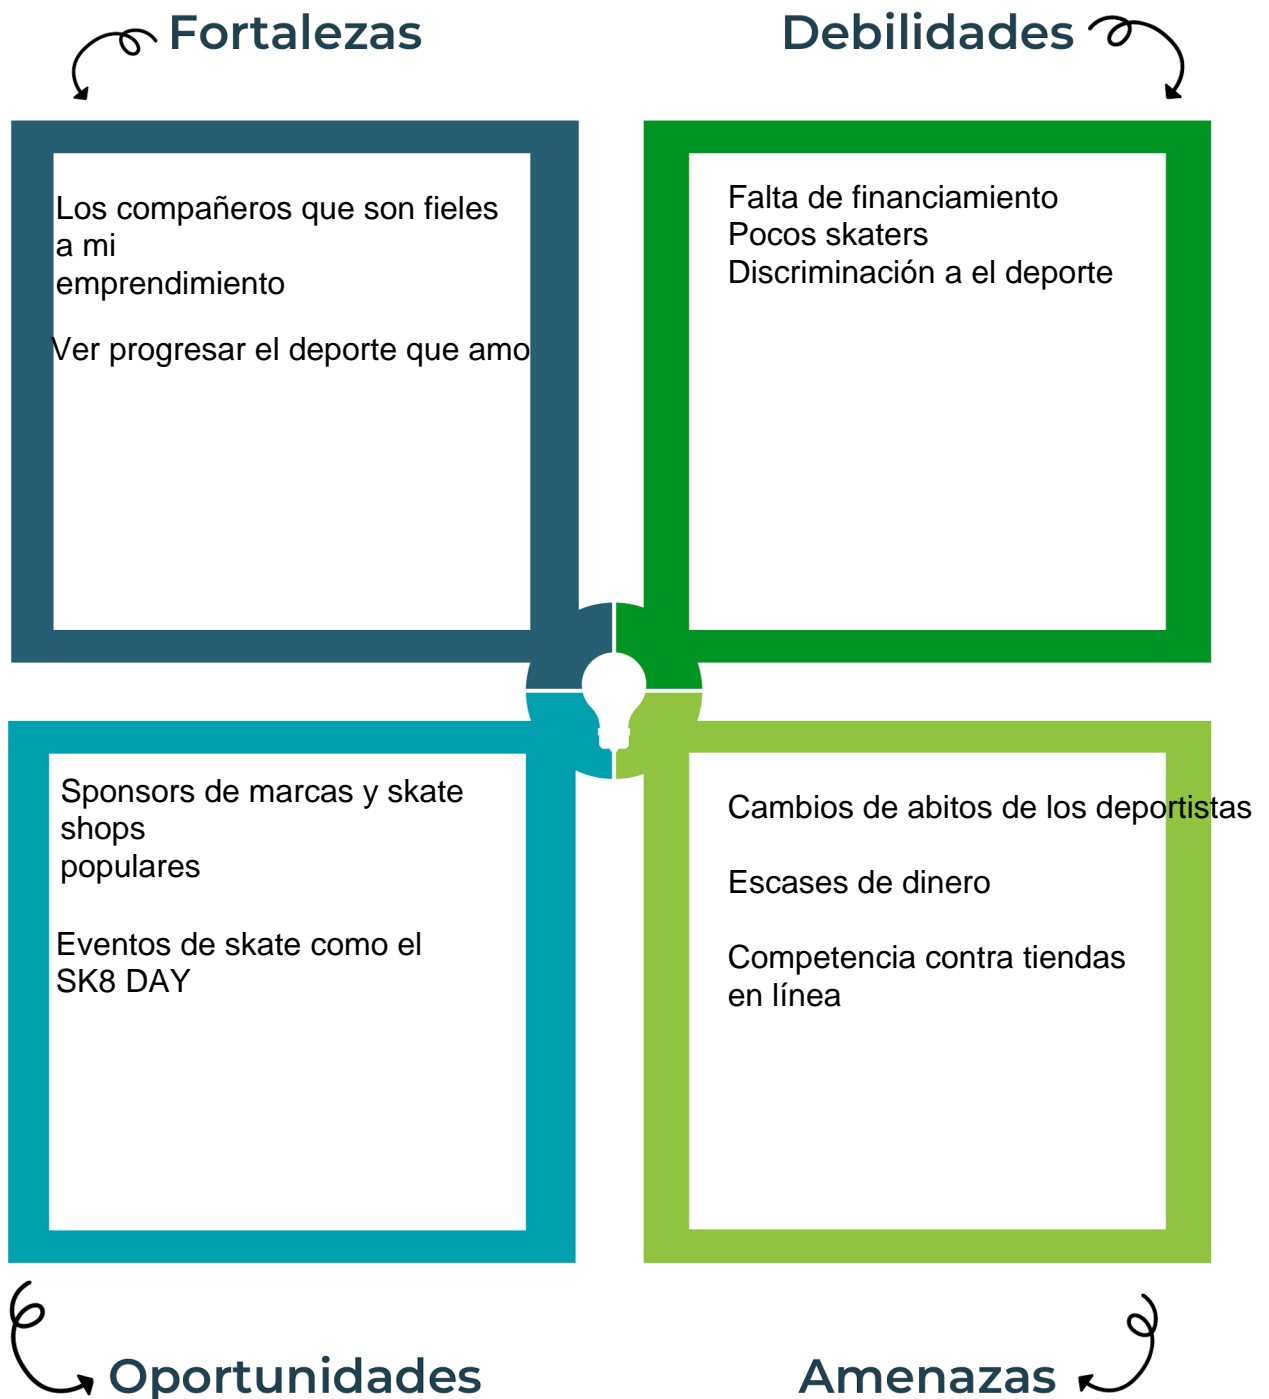 Fortalezas
Los compañeros que son fieles
a mi
emprendimiento
Ver progresar el deporte que amo
Debilidades
Falta de financiamiento
Pocos skaters
Discriminación a el deporte
Sponsors de marcas y skate
shops
populares
Eventos de skate como el
SK8 DAY
Oportunidades
Cambios de abitos de los deportistas
Escases de dinero
Competencia contra tiendas
en línea
Amenazas